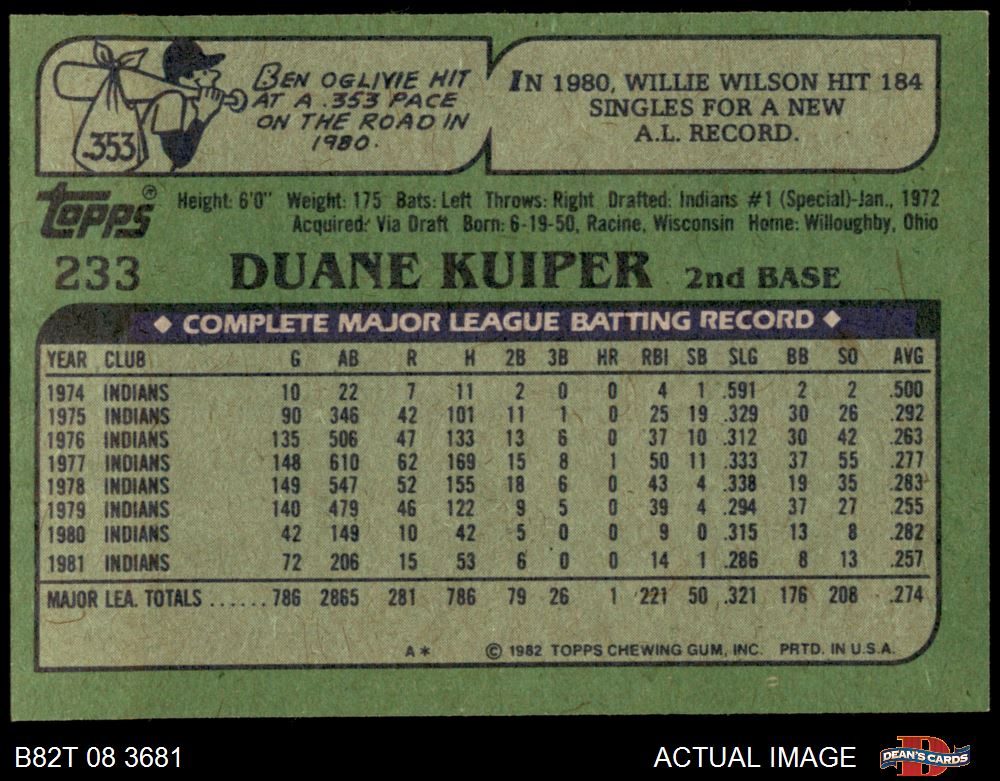 BEN OGLIVIE HIT
AT A .353 PACE
ON THE ROAD IN
1980.
.353
IN 1980, WILLIE WILSON HIT 184
SINGLES FOR A NEW
A.L. RECORD.
topps®
Height: 6'0" Weight: 175 Bats: Left Throws: Right Drafted: Indians #1 (Special)-Jan., 1972
Acquired: Via Draft Born: 6-19-50, Racine, Wisconsin Home: Willoughby, Ohio
233 DUANE KUIPER 2nd BASE
◆ COMPLETE MAJOR LEAGUE BATTING RECORD ◆
YEAR CLUB G AB R H 2B 3B HR RBI SB SLG BB SO AVG
1974 INDIANS 10 22 7 11 2 0 0 4 1 .591 2 2 .500
1975 INDIANS 90 346 42 101 11 1 0 25 19 .329 30 26 .292
1976 INDIANS 135 506 47 133 13 6 0 37 10 .312 30 42 .263
1977 INDIANS 148 610 62 169 15 8 1 50 11 .333 37 55 .277
1978 INDIANS 149 547 52 155 18 6 0 43 4 .338 19 35 .283
1979 INDIANS 140 479 46 122 9 5 0 39 4 .294 37 27 .255
1980 INDIANS 42 149 10 42 5 0 0 9 0 .315 13 8 .282
1981 INDIANS 72 206 15 53 6 0 0 14 1 .286 8 13 .257
MAJOR LEA. TOTALS ...... 786 2865 281 786 79 26 1 221 50 .321 176 208 .274
A* © 1982 TOPPS CHEWING GUM, INC. PRTD. IN U.S.A.
B82T 08 3681 ACTUAL IMAGE DEAN'S CARDS